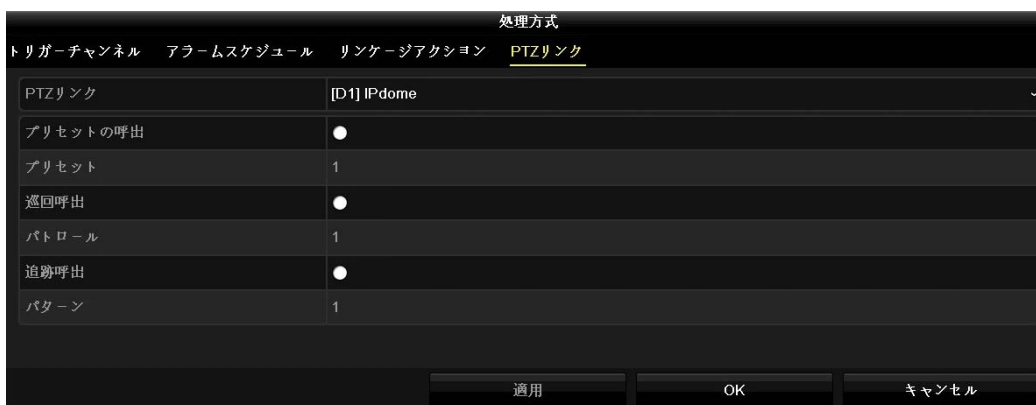 処理方式
トリガーチャンネル アラームスケジュール リンケージアクション PTZリンク
PTZリンク [D1] IPdome
プリセットの呼出
プリセット 1
巡回呼出
パトロール 1
追跡呼出
パターン 1
適用 OK キャンセル